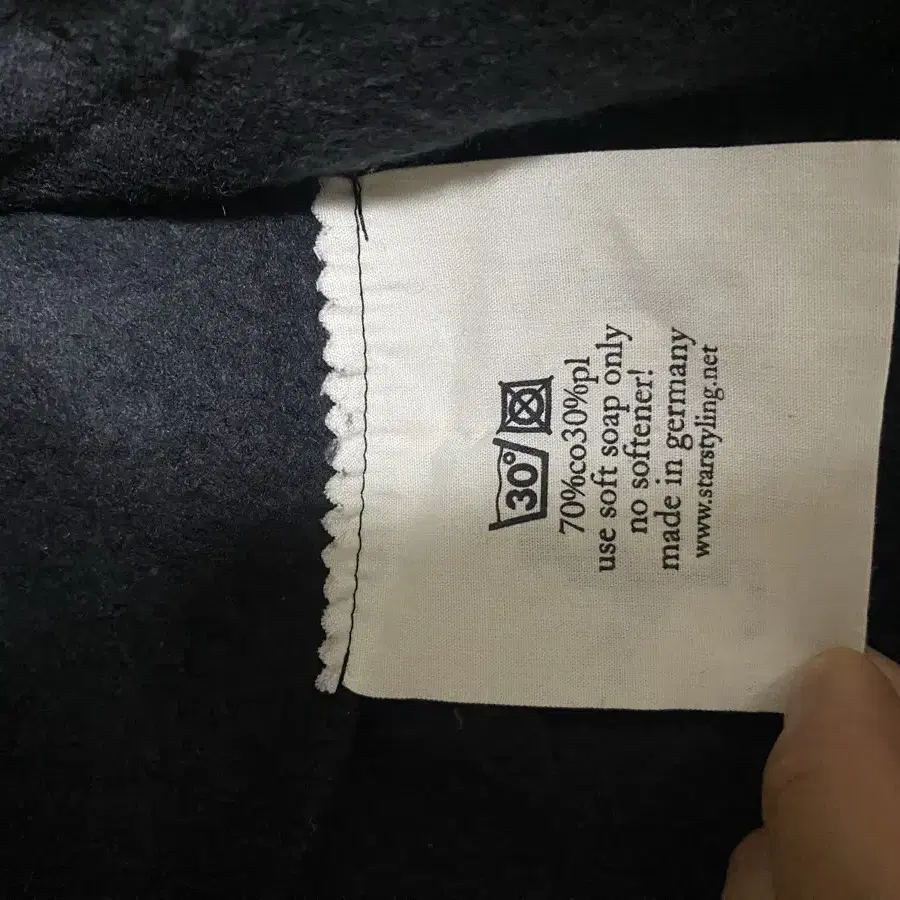 30°
70%co30%pl
use soft soap only
no softener!
made in germany
www.starstyling.net